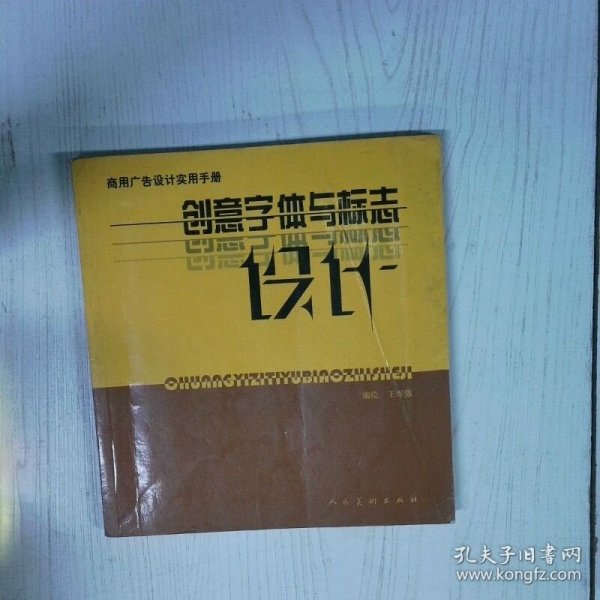 商用广告设计实用手册
创意字体与标志
设计
CHUANGYIZITIYUBIAOZHISHEJI
编绘 王军强
人民美术出版社
孔夫子旧书网
www.kongfz.com